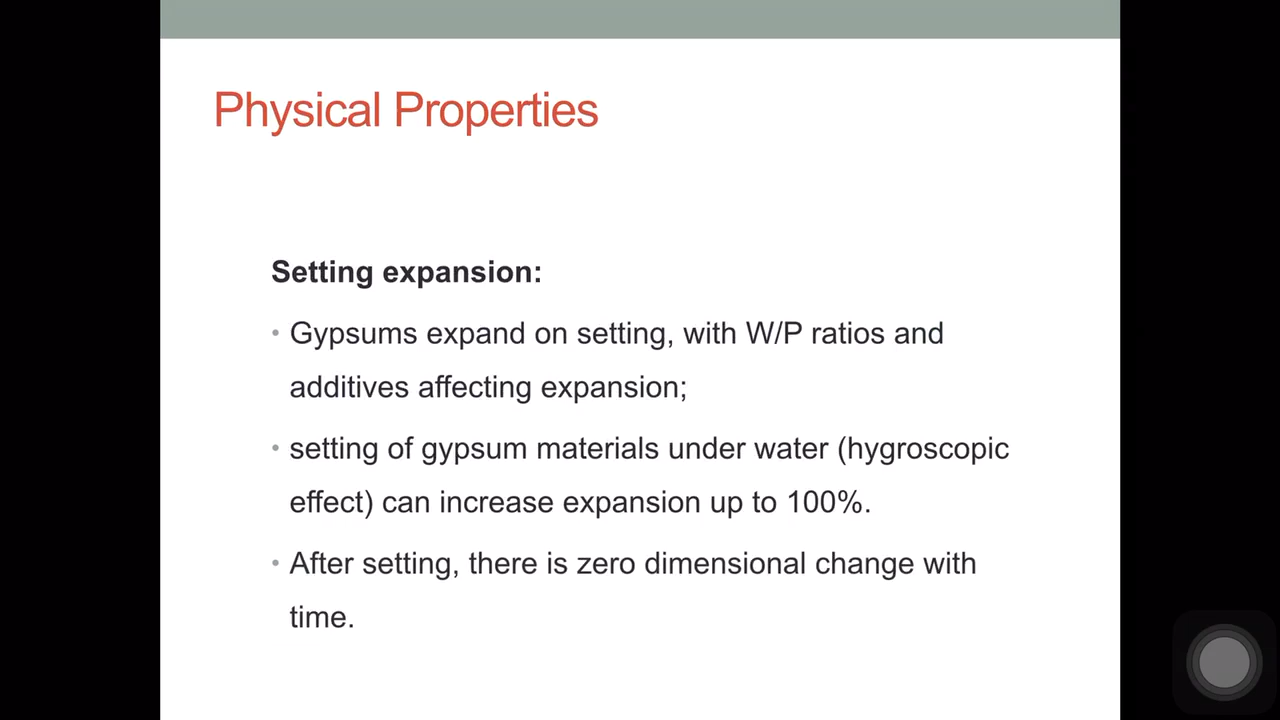 Physical Properties
Setting expansion:
• Gypsums expand on setting, with W/P ratios and
additives affecting expansion;
• setting of gypsum materials under water (hygroscopic
effect) can increase expansion up to 100%.
• After setting, there is zero dimensional change with
time.